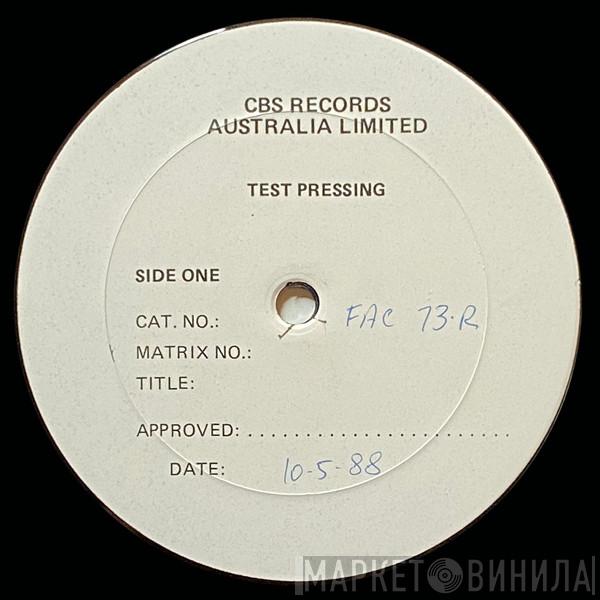 CBS RECORDS
AUSTRALIA LIMITED
TEST PRESSING
SIDE ONE
CAT. NO.: FAC 73·R
MATRIX NO.:
TITLE:
APPROVED: ..........................
DATE: 10-5-88
МАРКЕТ ВИНИЛА